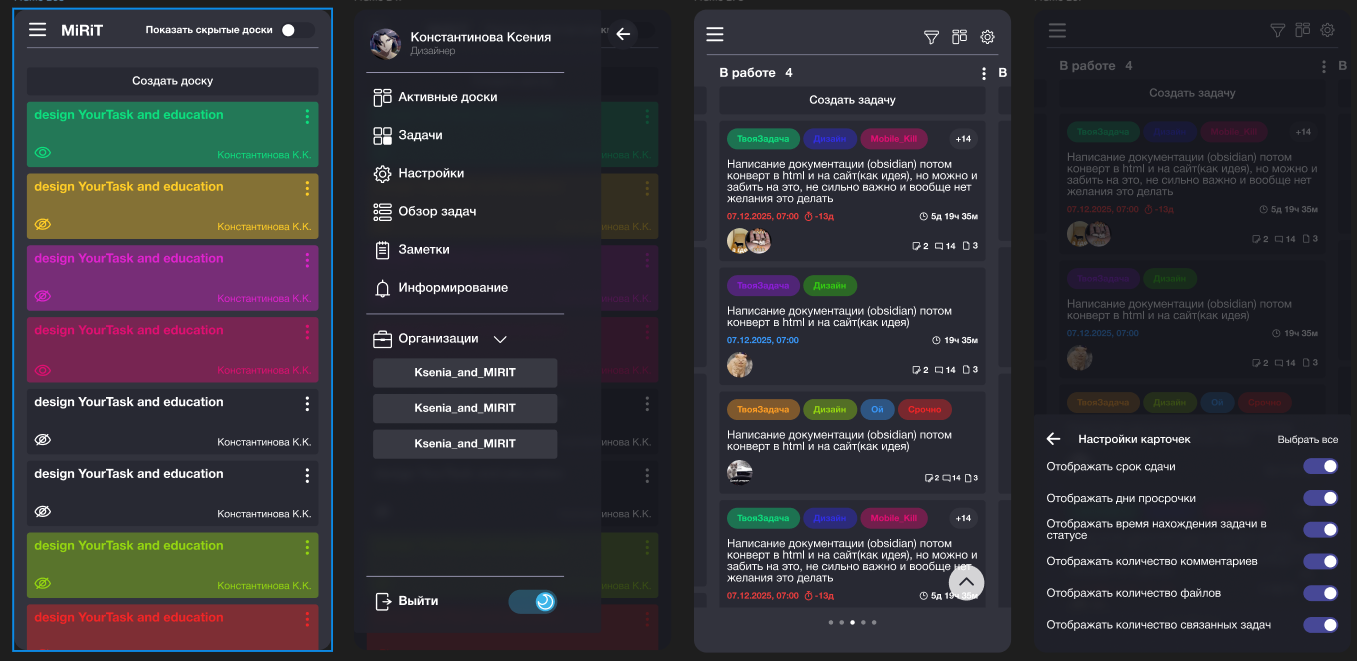 MiRiT
Показать скрытые доски
Создать доску
design YourTask and education
Константинова К.К.
design YourTask and education
Константинова К.К.
design YourTask and education
Константинова К.К.
design YourTask and education
Константинова К.К.
design YourTask and education
Константинова К.К.
design YourTask and education
Константинова К.К.
design YourTask and education
Константинова К.К.
design YourTask and education
Константинова Ксения
Дизайнер
Активные доски
Задачи
Настройки
Обзор задач
Заметки
Информирование
Организации
Ksenia_and_MIRIT
Ksenia_and_MIRIT
Ksenia_and_MIRIT
Выйти
В работе 4
В
Создать задачу
ТвояЗадача Дизайн Mobile_Kill +14
Написание документации (obsidian) потом
конверт в html и на сайт(как идея), но можно и
забить на это, не сильно важно и вообще нет
желания это делать
07.12.2025, 07:00 -13д 5д 19ч 35м
2 14 3
ТвояЗадача Дизайн
Написание документации (obsidian) потом
конверт в html и на сайт(как идея)
07.12.2025, 07:00 19ч 35м
2 14 3
ТвояЗадача Дизайн Ой Срочно
Написание документации (obsidian) потом
конверт в html и на сайт(как идея)
2 14 3
ТвояЗадача Дизайн Mobile_Kill +14
Написание документации (obsidian) потом
конверт в html и на сайт(как идея), но можно и
забить на это, не сильно важно и вообще нет
желания это делать
07.12.2025, 07:00 -13д 5д 19ч 35м
В работе 4
В
Создать задачу
ТвояЗадача Дизайн Mobile_Kill +14
Написание документации (obsidian) потом
конверт в html и на сайт(как идея), но можно и
забить на это, не сильно важно и вообще нет
желания это делать
07.12.2025, 07:00 -13д 5д 19ч 35м
2 14 3
ТвояЗадача Дизайн
Написание документации (obsidian) потом
конверт в html и на сайт(как идея)
07.12.2025, 07:00 19ч 35м
2 14 3
ТвояЗадача Дизайн Ой Срочно
Настройки карточек
Выбрать все
Отображать срок сдачи
Отображать дни просрочки
Отображать время нахождения задачи в
статусе
Отображать количество комментариев
Отображать количество файлов
Отображать количество связанных задач